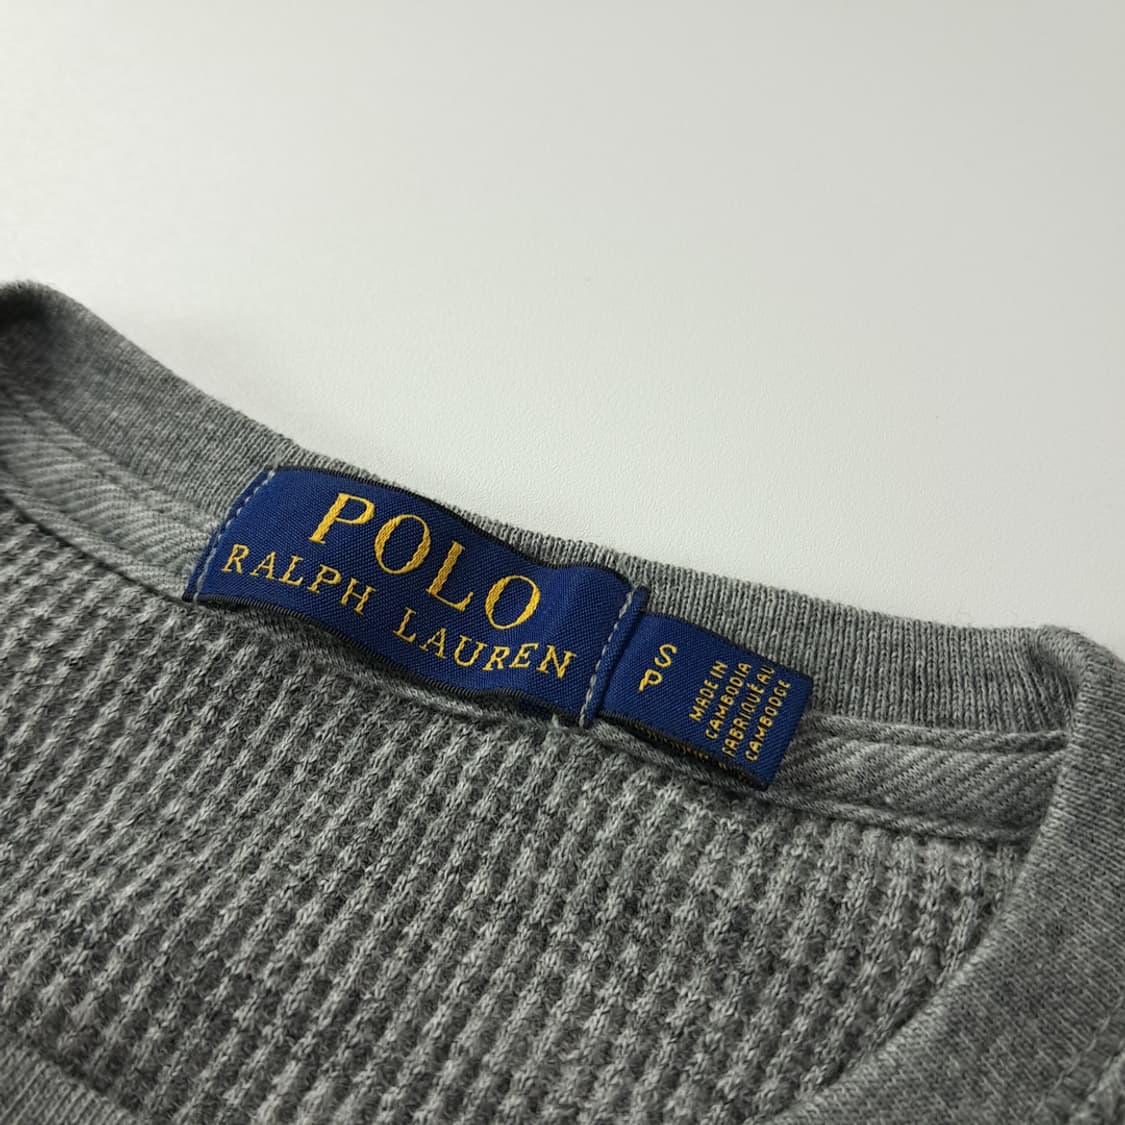 POLO
RALPH LAUREN
S
P
MADE IN
CAMBODIA
FABRIQUÉ AU
CAMBODGE